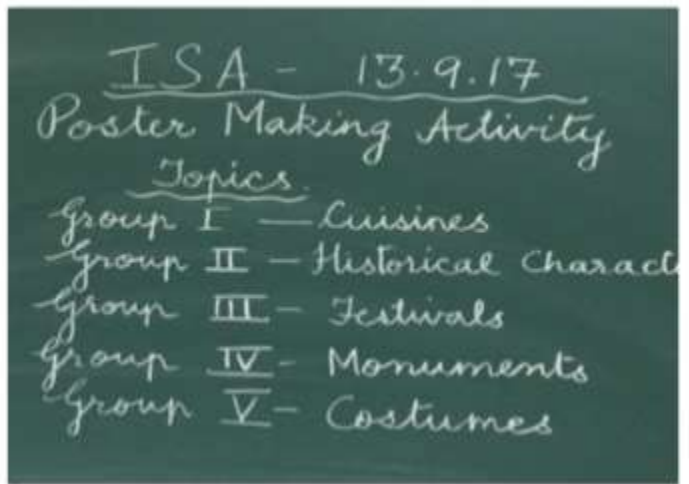 ISA - 13.9.17
Poster Making Activity
Topics.
Group I — Cuisines
Group II - Historical Charact
Group III - Festivals
Group IV - Monuments
Group V - Costumes